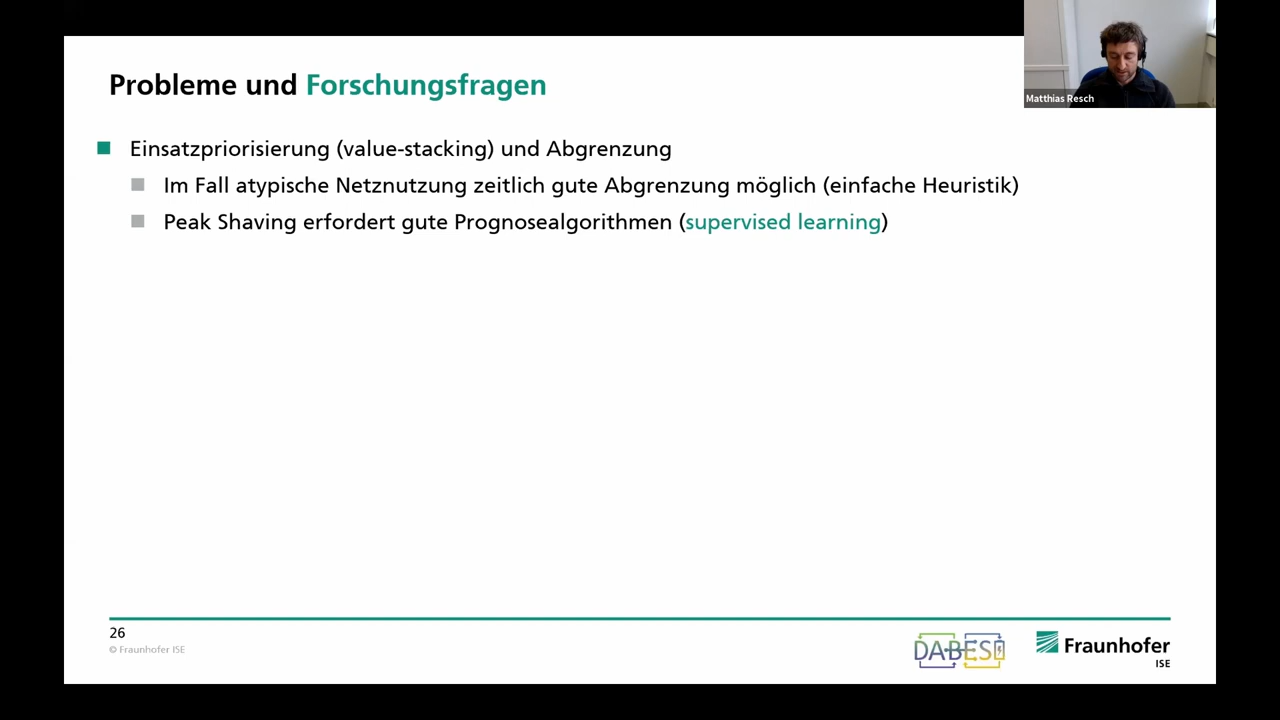 Probleme und Forschungsfragen
Matthias Resch
Einsatzpriorisierung (value-stacking) und Abgrenzung
Im Fall atypische Netznutzung zeitlich gute Abgrenzung möglich (einfache Heuristik)
Peak Shaving erfordert gute Prognosealgorithmen (supervised learning)
26
© Fraunhofer ISE
DABESI
Fraunhofer
ISE